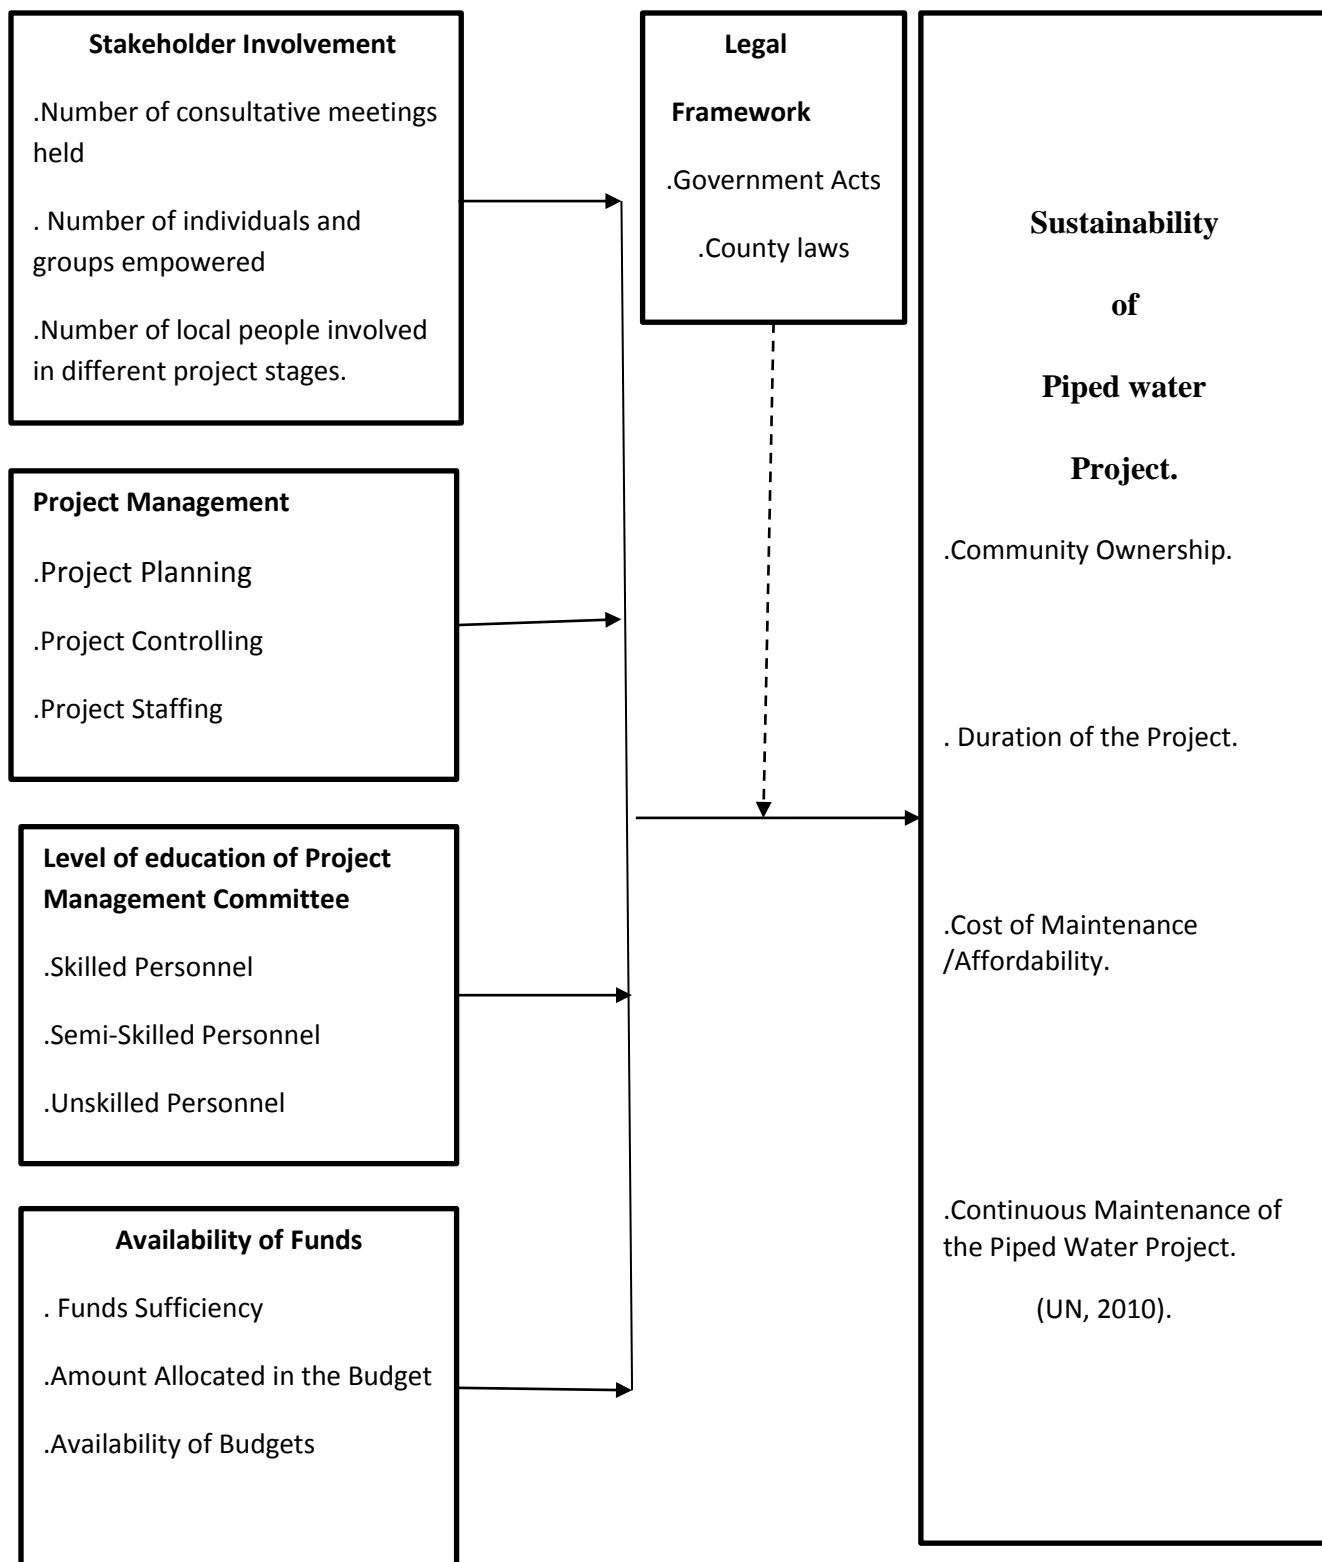 Stakeholder Involvement
.Number of consultative meetings
held
. Number of individuals and
groups empowered
.Number of local people involved
in different project stages.
Project Management
.Project Planning
.Project Controlling
.Project Staffing
Level of education of Project
Management Committee
.Skilled Personnel
.Semi-Skilled Personnel
.Unskilled Personnel
Availability of Funds
. Funds Sufficiency
.Amount Allocated in the Budget
.Availability of Budgets
Legal
Framework
.Government Acts
.County laws
Sustainability
of
Piped water
Project.
.Community Ownership.
. Duration of the Project.
.Cost of Maintenance
/Affordability.
.Continuous Maintenance of
the Piped Water Project.
(UN, 2010).